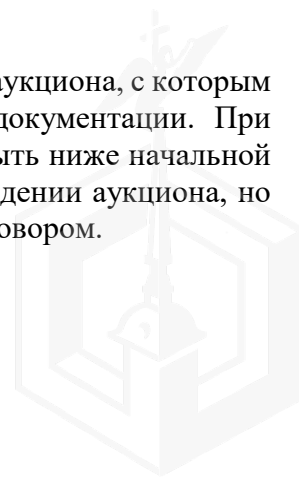 аукциона, с которым
документации. При
ыть ниже начальной
дении аукциона, но
овором.